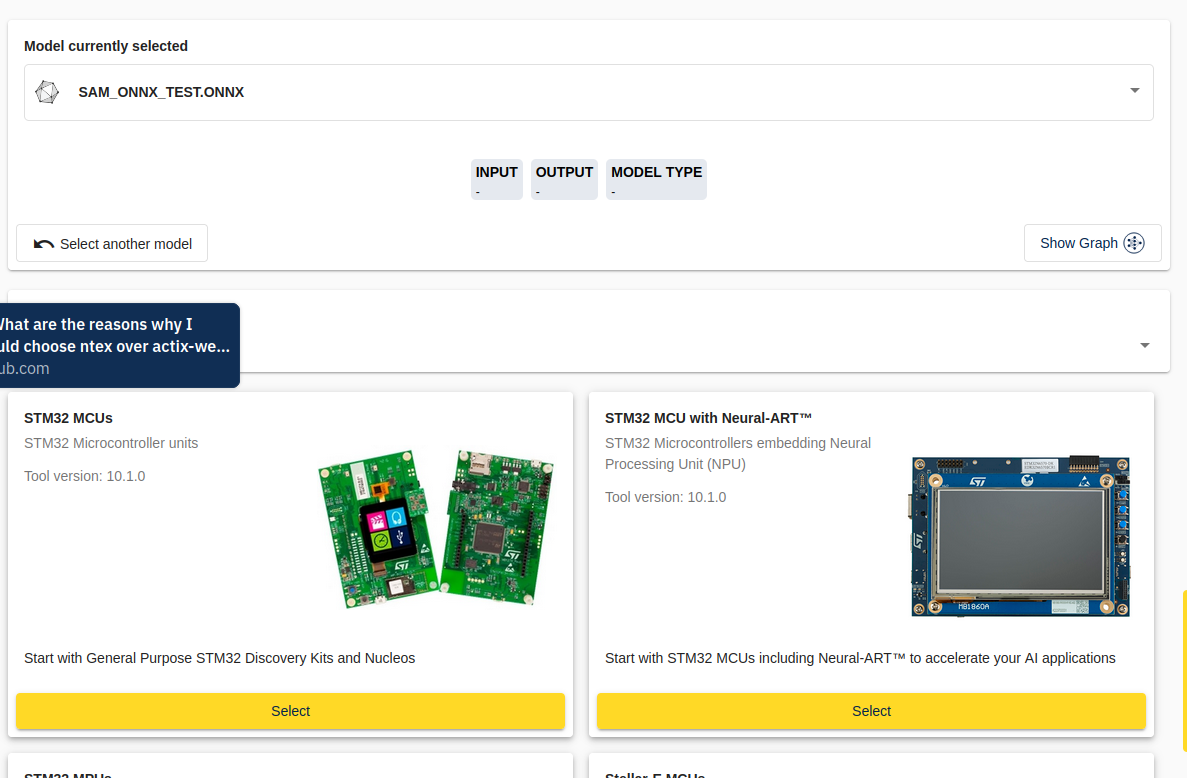 Model currently selected
SAM_ONNX_TEST.ONNX
INPUT OUTPUT MODEL TYPE
- - -
Select another model
Show Graph
What are the reasons why I
uld choose ntex over actix-we...
ub.com
STM32 MCUs
STM32 Microcontroller units
Tool version: 10.1.0
Start with General Purpose STM32 Discovery Kits and Nucleos
Select
STM32 MCU with Neural-ART™
STM32 Microcontrollers embedding Neural
Processing Unit (NPU)
Tool version: 10.1.0
MB1860A
Start with STM32 MCUs including Neural-ART™ to accelerate your AI applications
Select
STM32 MPUs
Stellar-E MCUs